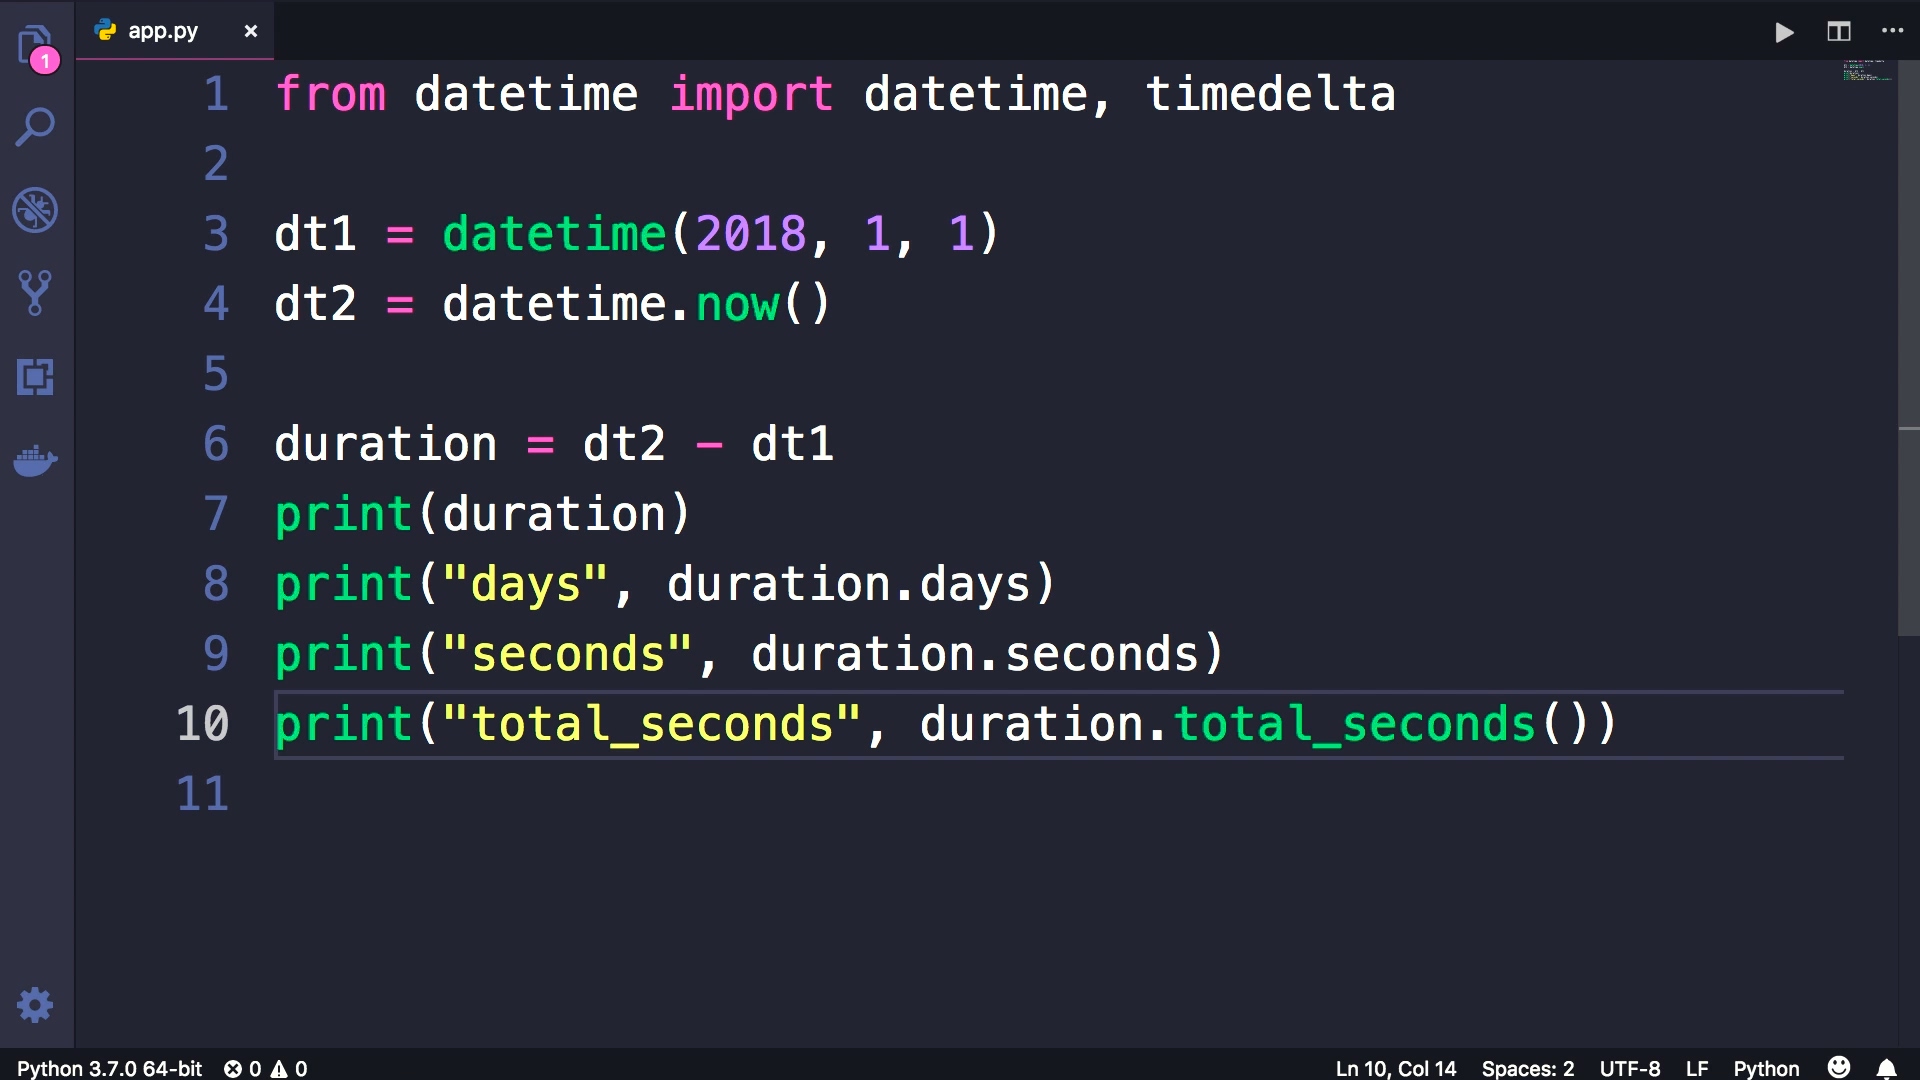 1
app.py ×
1 from datetime import datetime, timedelta
2
3 dt1 = datetime(2018, 1, 1)
4 dt2 = datetime.now()
5
6 duration = dt2 - dt1
7 print(duration)
8 print("days", duration.days)
9 print("seconds", duration.seconds)
10 print("total_seconds", duration.total_seconds())
11
Python 3.7.0 64-bit 0 0 Ln 10, Col 14 Spaces: 2 UTF-8 LF Python